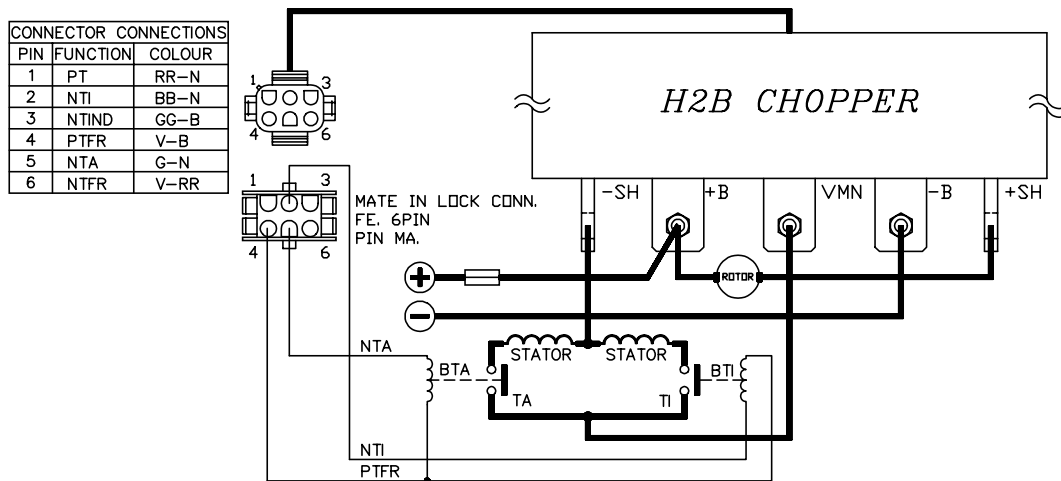 CONNECTOR CONNECTIONS
PIN FUNCTION COLOUR
1 PT RR-N
2 NTI BB-N
3 NTIND GG-B
4 PTFR V-B
5 NTA G-N
6 NTFR V-RR
1 3
4 6
H2B CHOPPER
-SH +B VMN -B +SH
1 3
MATE IN LOCK CONN.
FE. 6PIN
PIN MA.
4 6
+
ROTOR
-
NTA
STATOR STATOR
BTA BTI
TA TI
NTI
PTFR